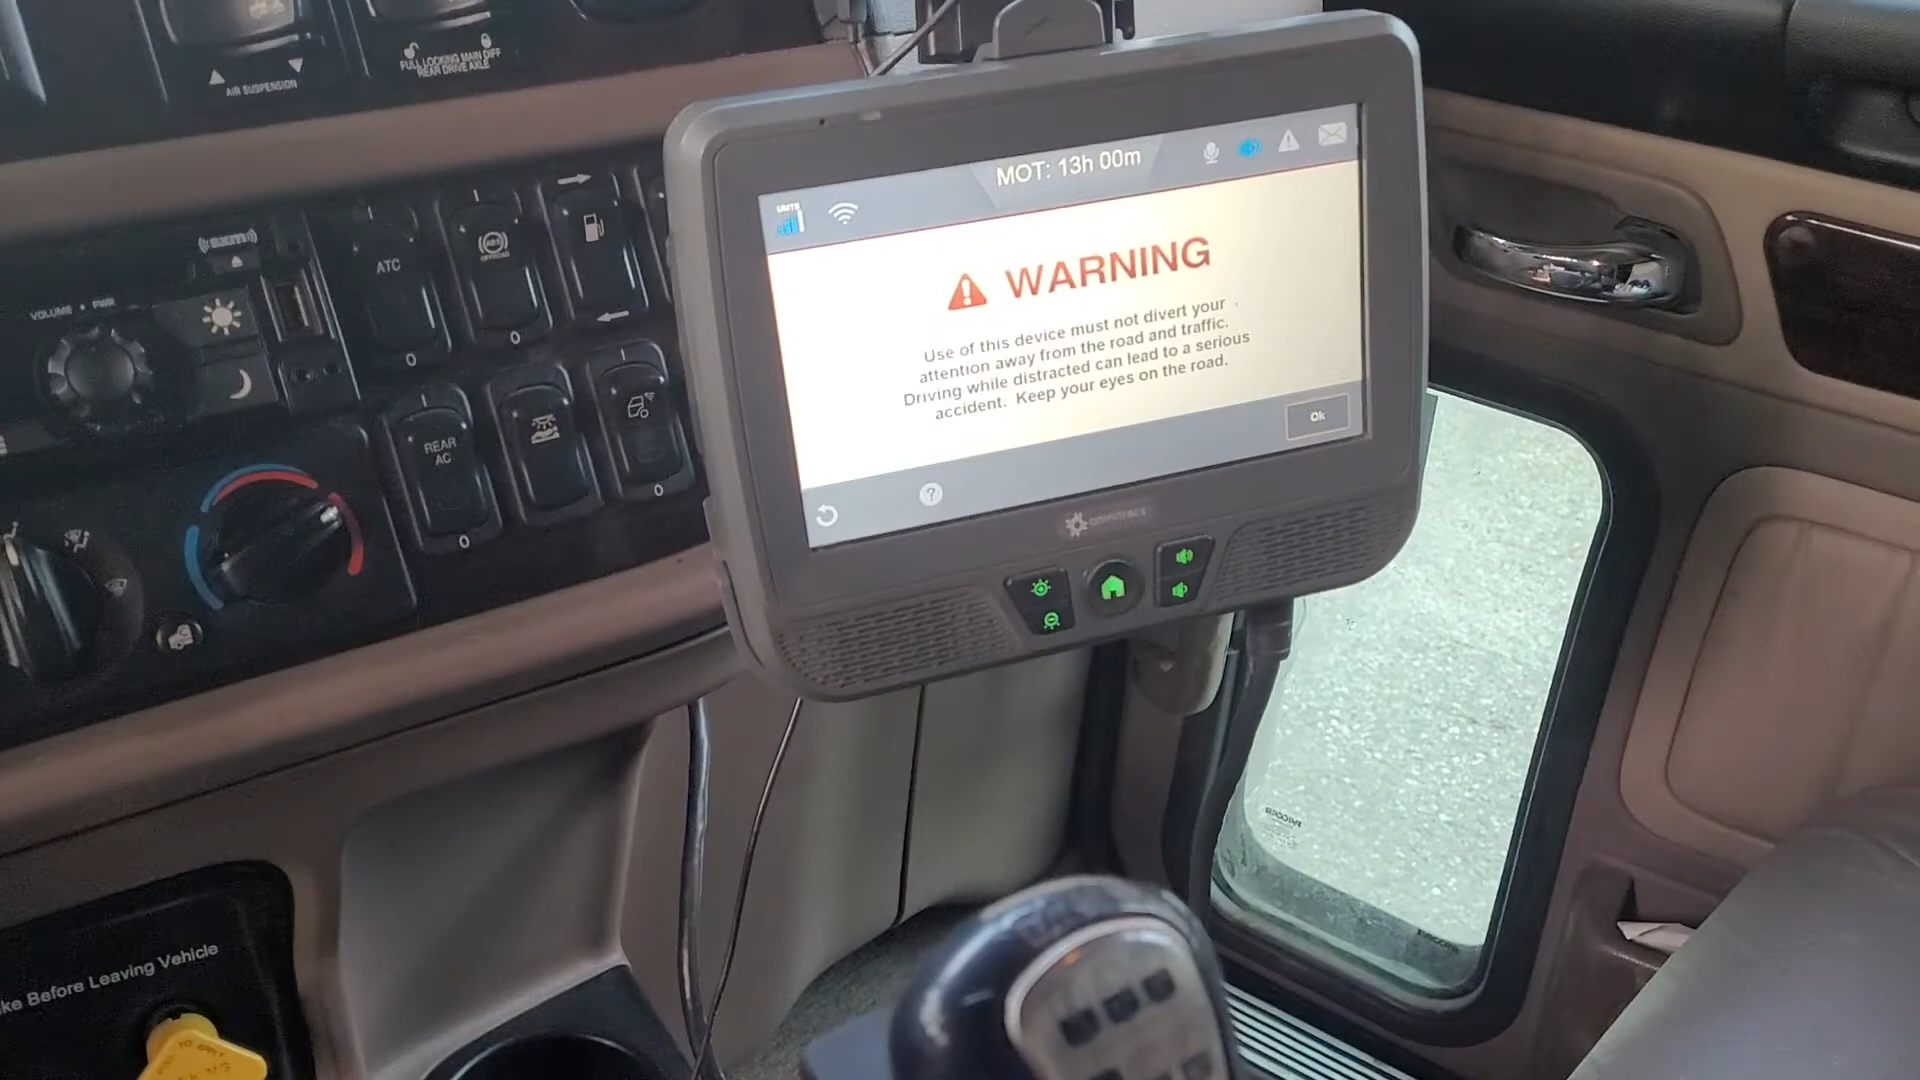 AIR SUSPENSION
FULL LOCKING MAIN DIFF
REAR DRIVE AXLE
MOT: 13h 00m
UMTS
WARNING
Use of this device must not divert your
attention away from the road and traffic.
Driving while distracted can lead to a serious
accident. Keep your eyes on the road.
Ok
?
omnitracs
VOLUME • PWR
ATC
ABS
OFFROAD
O
O
REAR
AC
O
O
ke Before Leaving Vehicle